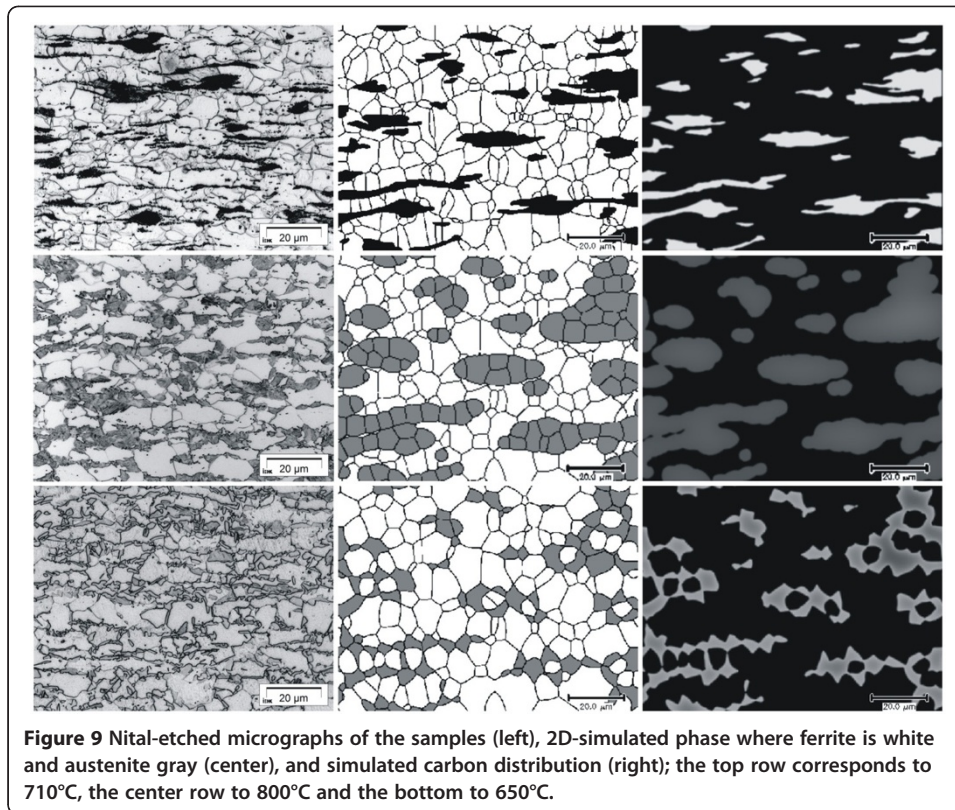 20 µm
20.0 µm
20.0 µm
20 µm
20.0 µm
20.0 µm
20 µm
20.0 µm
20.0 µm
Figure 9 Nital-etched micrographs of the samples (left), 2D-simulated phase where ferrite is white
and austenite gray (center), and simulated carbon distribution (right); the top row corresponds to
710°C, the center row to 800°C and the bottom to 650°C.